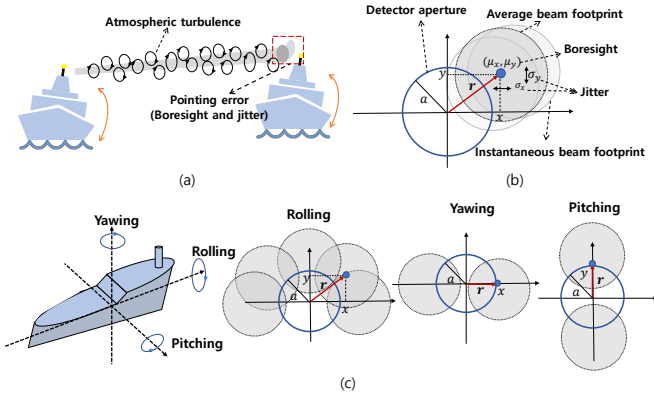 Atmospheric turbulence
Pointing error
(Boresight and jitter)
(a)
Detector aperture
Average beam footprint
Boresight
(μx, μy)
y
σy
r
σx
Jitter
a
x
Instantaneous beam footprint
(b)
Yawing
Rolling
Pitching
Rolling
y
r
a
x
Yawing
a
r
x
Pitching
y
r
a
(c)